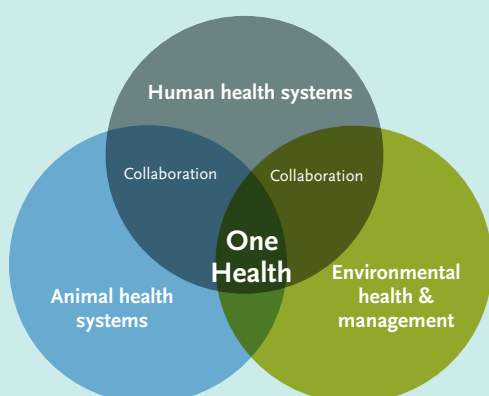 Human health systems
Collaboration
Collaboration
One
Health
Animal health
systems
Environmental
health &
management